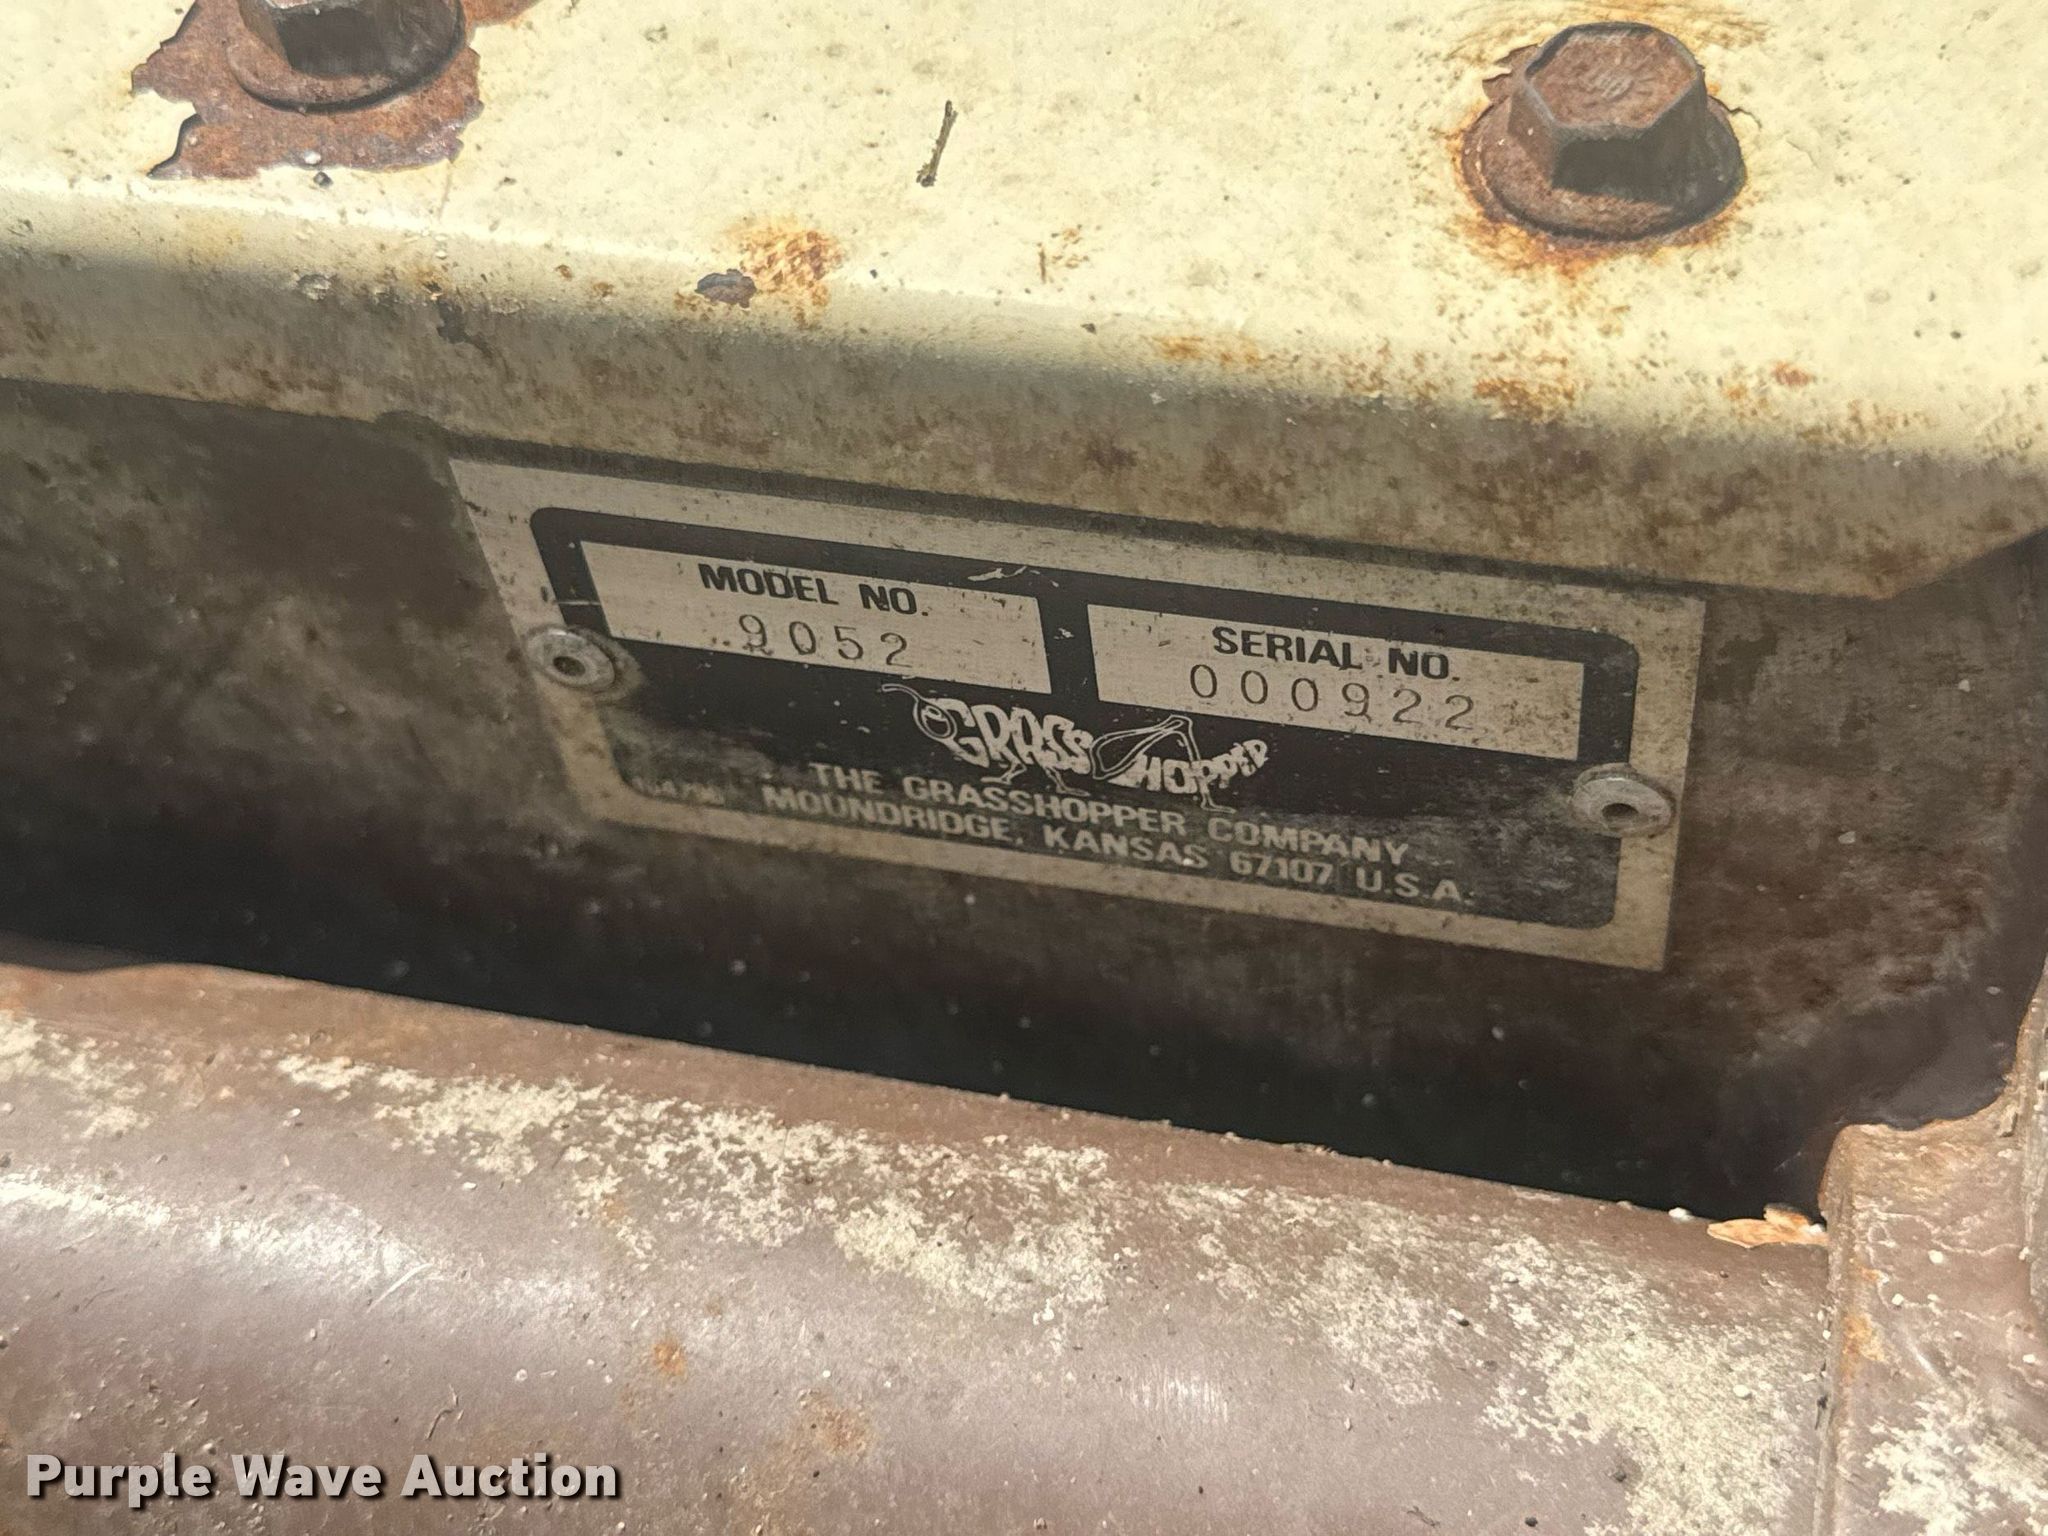 MODEL NO.
9052
SERIAL NO.
000922
GRASSHOPPER
THE GRASSHOPPER COMPANY
MOUNDRIDGE, KANSAS 67107 U.S.A.
Purple Wave Auction